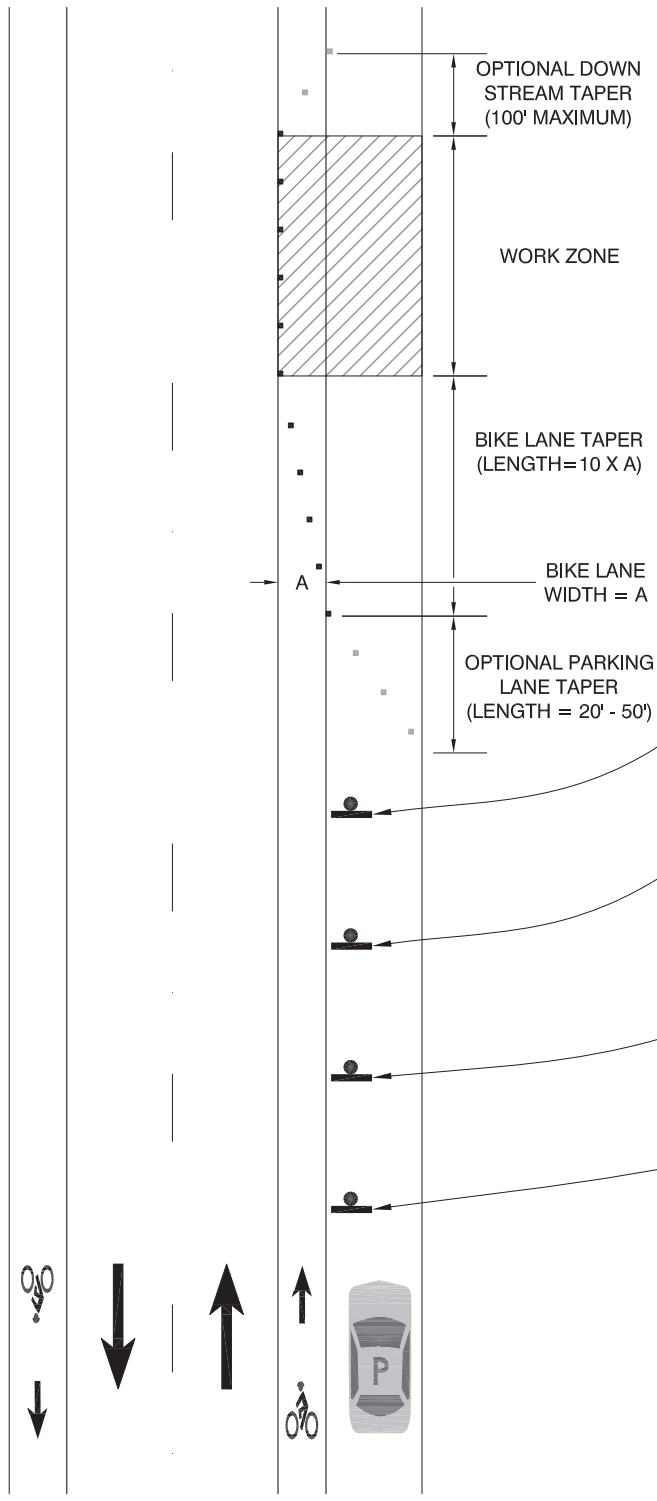 OPTIONAL DOWN
STREAM TAPER
(100' MAXIMUM)
WORK ZONE
BIKE LANE TAPER
(LENGTH=10 X A)
A
BIKE LANE
WIDTH = A
OPTIONAL PARKING
LANE TAPER
(LENGTH = 20' - 50')
P